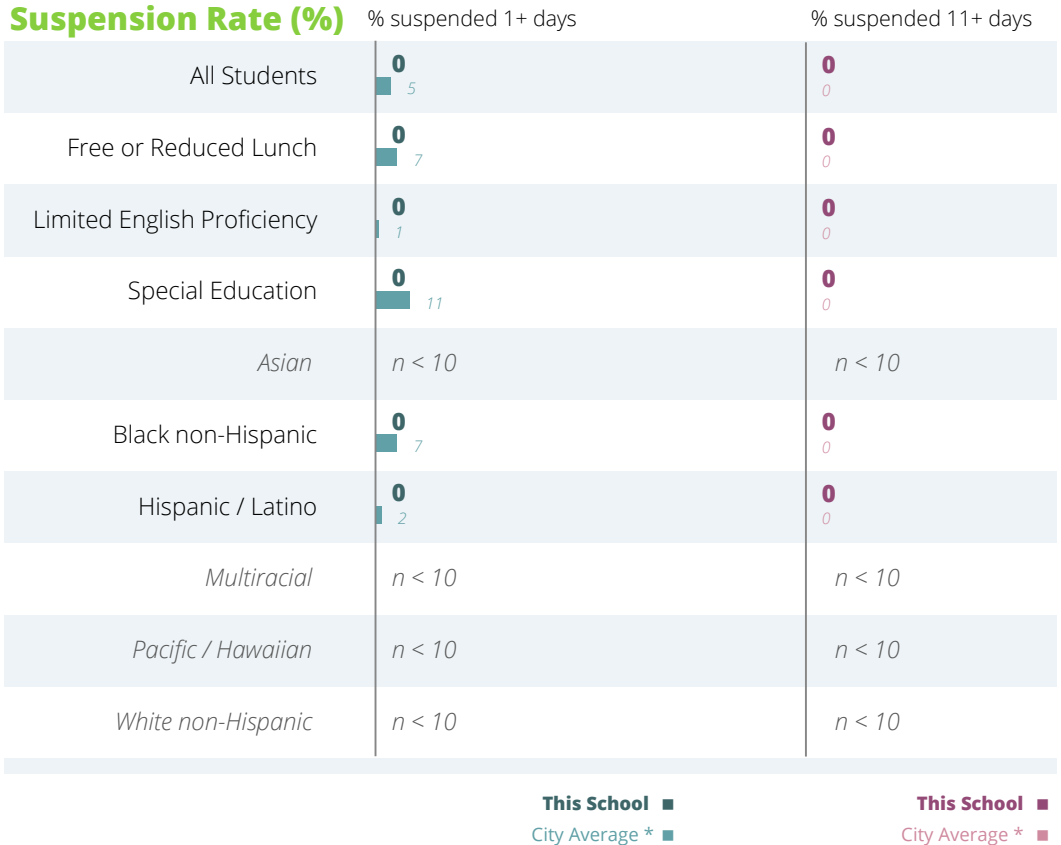 Suspension Rate (%) % suspended 1+ days % suspended 11+ days
All Students 0 0
5 0
Free or Reduced Lunch 0 0
7 0
Limited English Proficiency 0 0
1 0
Special Education 0 0
11 0
Asian n < 10 n < 10
Black non-Hispanic 0 0
7 0
Hispanic / Latino 0 0
2 0
Multiracial n < 10 n < 10
Pacific / Hawaiian n < 10 n < 10
White non-Hispanic n < 10 n < 10
This School This School
City Average * City Average *